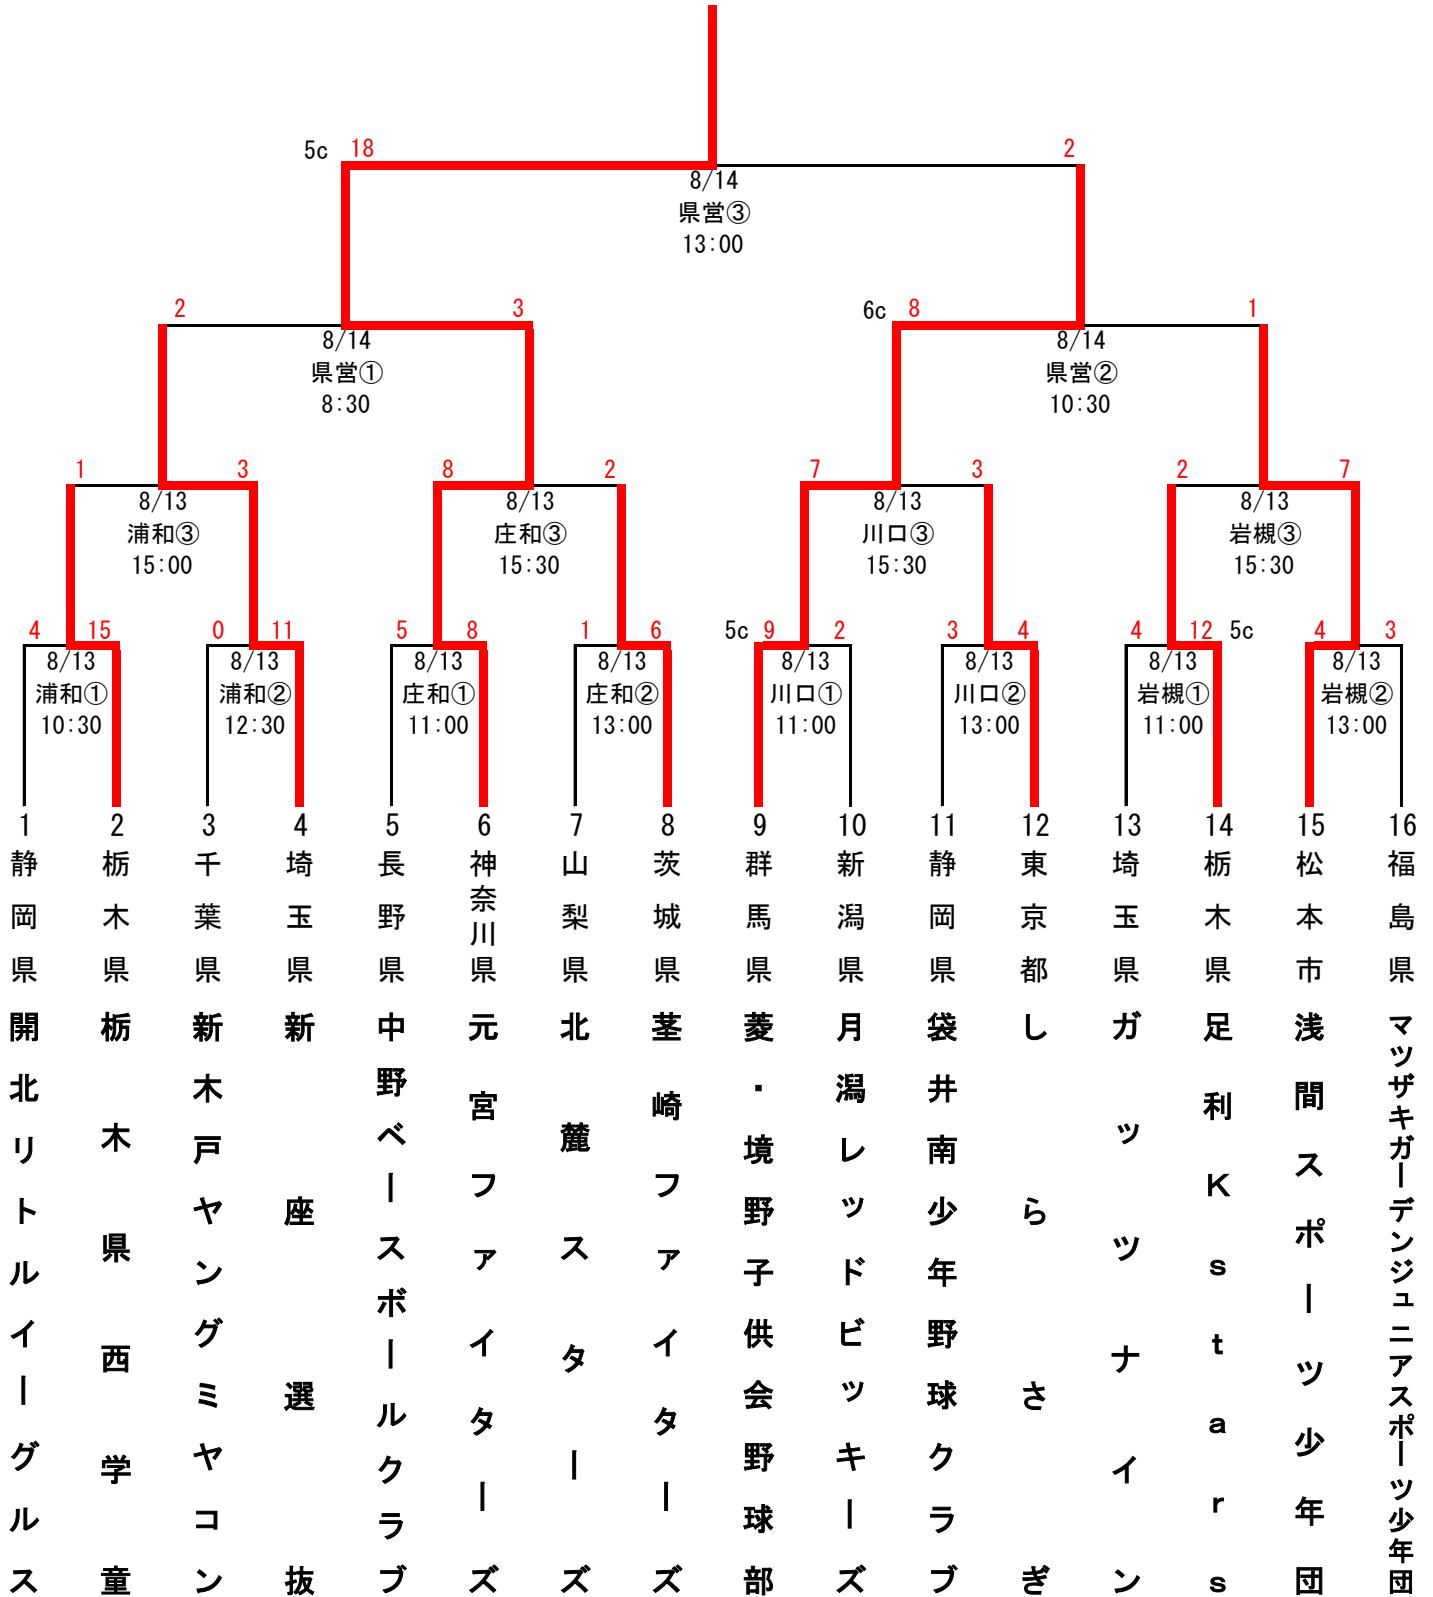 5c 18 2
8/14
県営③
13:00
2 3 6c 8 1
8/14 8/14
県営① 県営②
8:30 10:30
1 3 8 2 7 3 2 7
8/13 8/13 8/13 8/13
浦和③ 庄和③ 川口③ 岩槻③
15:00 15:30 15:30 15:30
4 15 0 11 5 8 1 6 5c 9 2 3 4 4 12 5c 4 3
8/13 8/13 8/13 8/13 8/13 8/13 8/13 8/13
浦和① 浦和② 庄和① 庄和② 川口① 川口② 岩槻① 岩槻②
10:30 12:30 11:00 13:00 11:00 13:00 11:00 13:00
1 2 3 4 5 6 7 8 9 10 11 12 13 14 15 16
静岡県
開北リトルイーグルス
栃木県
栃木県西学童
千葉県
新木戸ヤングミヤコン
埼玉県
新座選抜
長野県
中野ベースボールクラブ
神奈川県
元宮ファイターズ
山梨県
北麓スターズ
茨城県
茎崎ファイターズ
群馬県
菱・境野子供会野球部
新潟県
月潟レッドビッキーズ
静岡県
袋井南少年野球クラブ
東京都
しらさぎ
埼玉県
ガッツナイン
栃木県
足利Kstars
松本市
浅間スポーツ少年団
福島県
マツザキガーデンジュニアスポーツ少年団